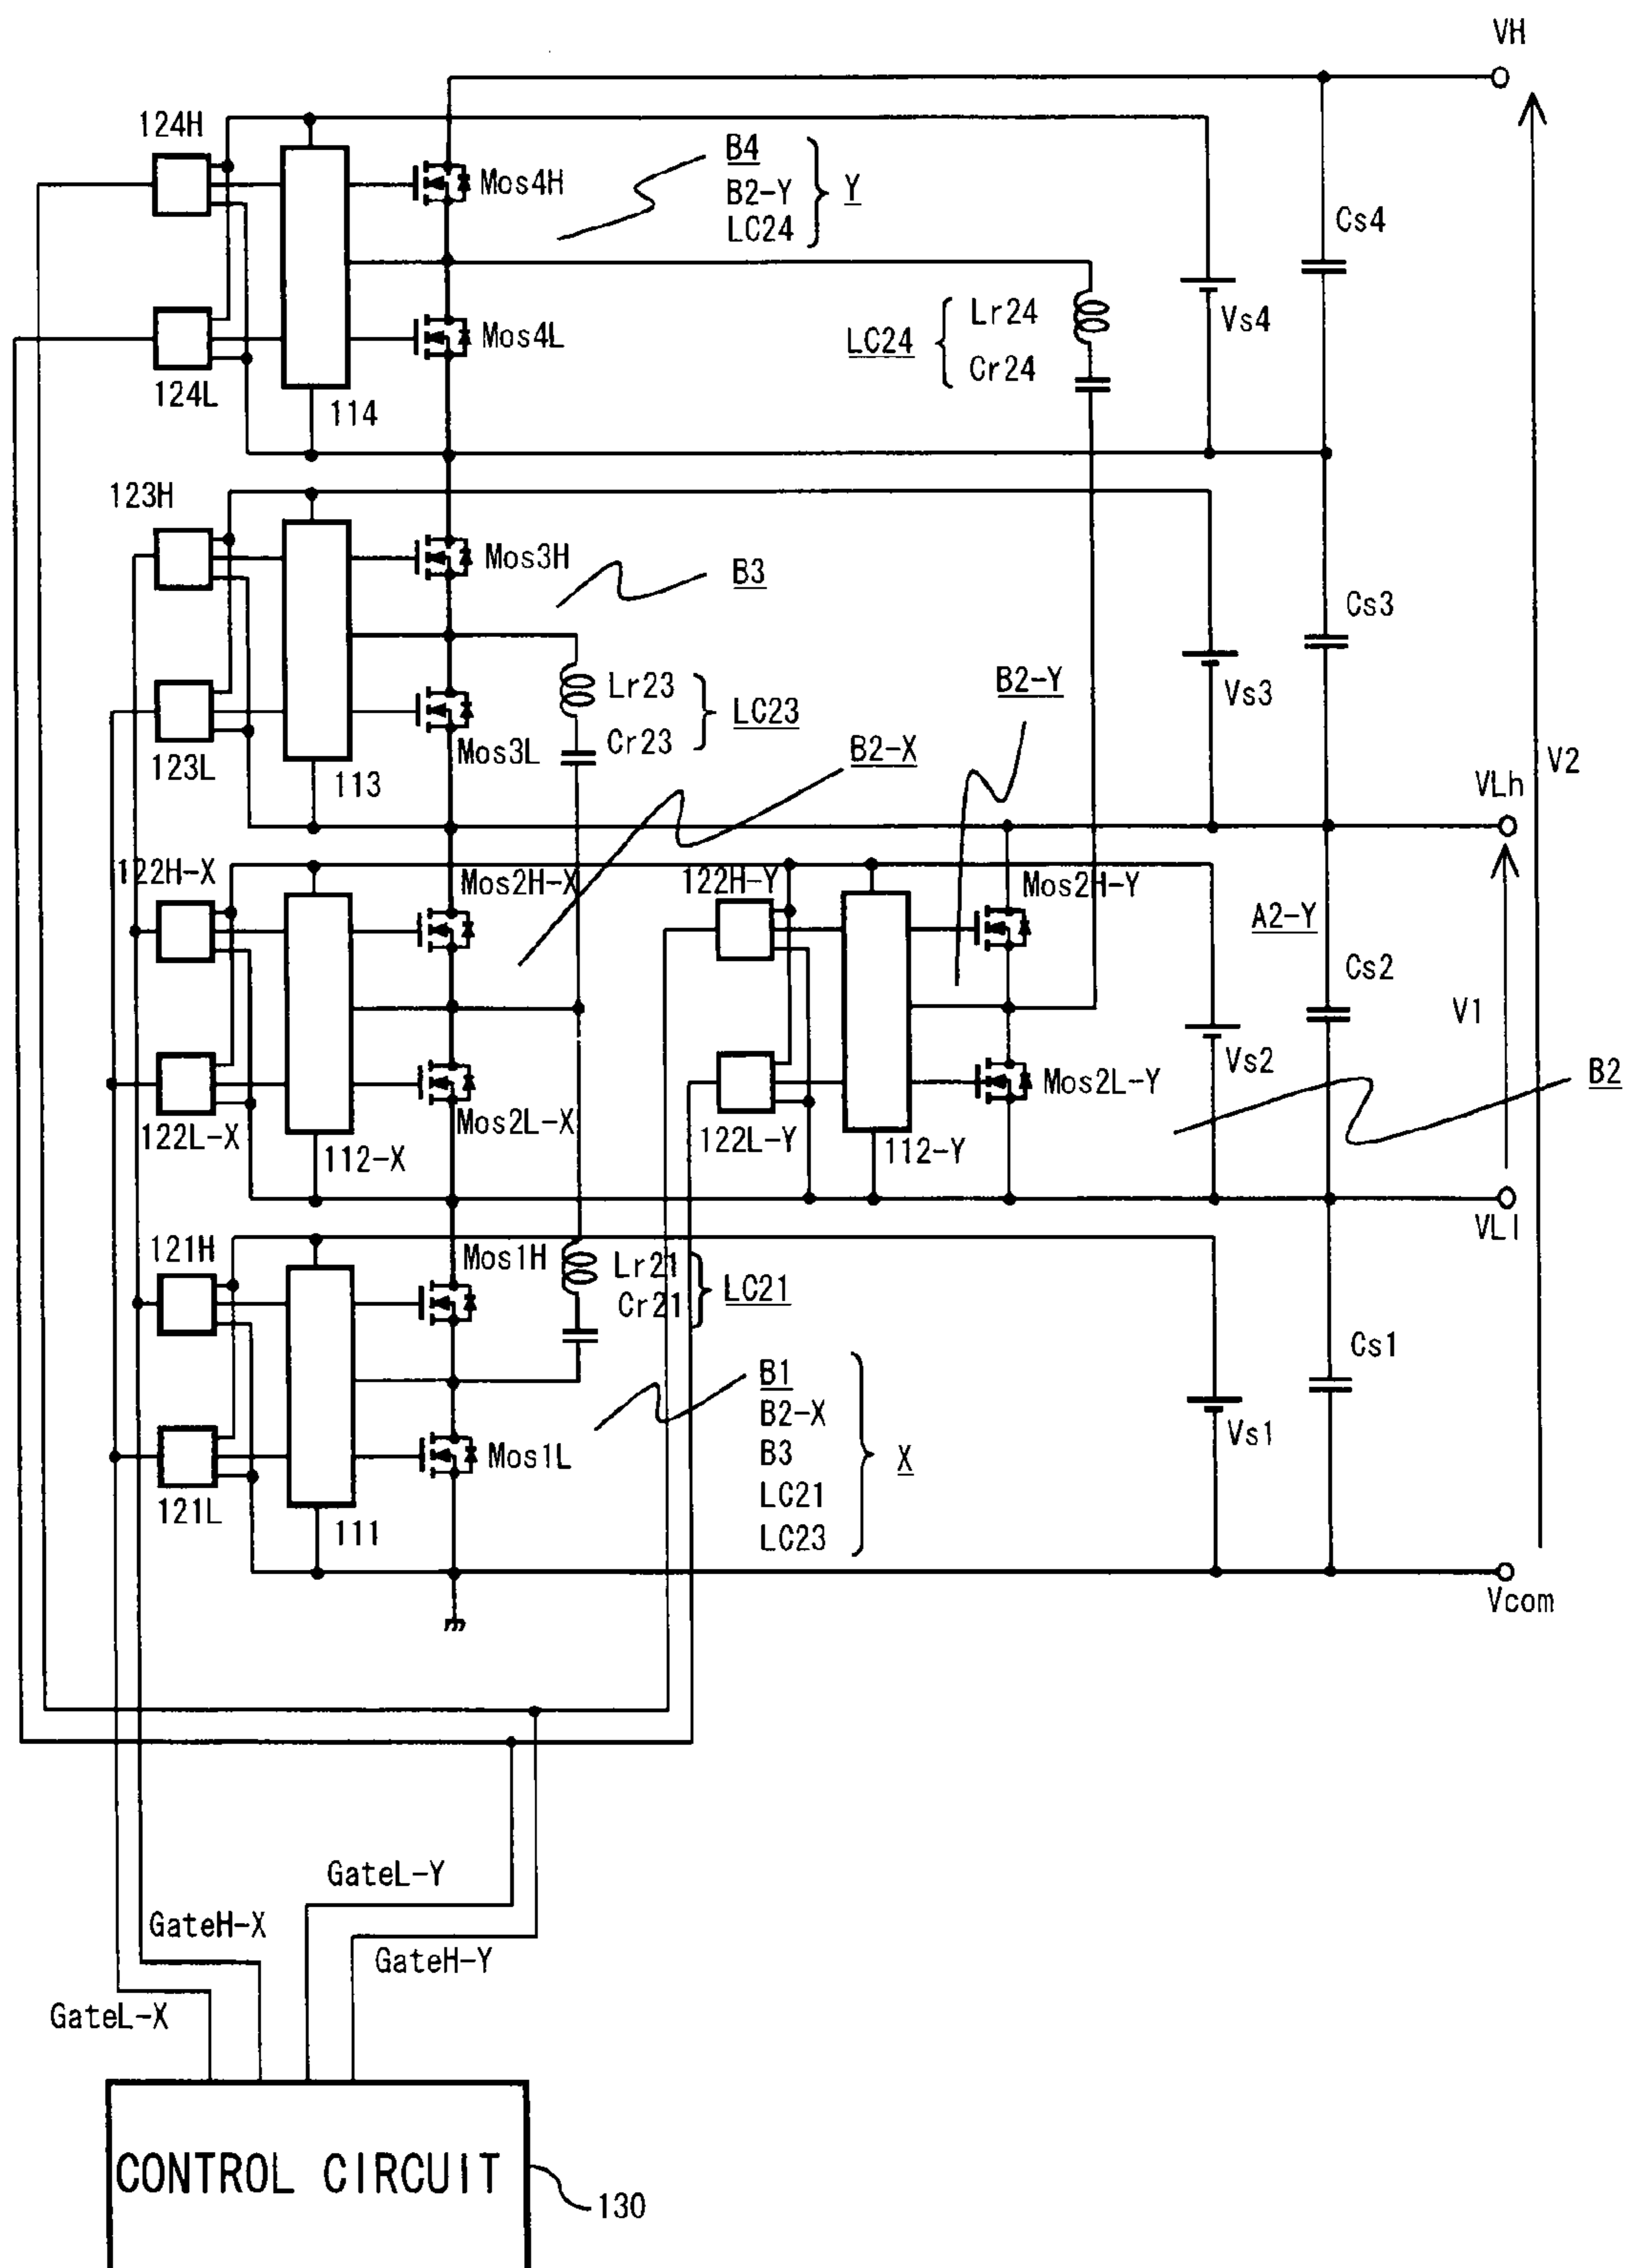 VH
124H
B4
B2-Y
LC24
Y
Mos4H
Cs4
Lr24
Cr24
LC24
Vs4
Mos4L
124L
114
123H
Mos3H
B3
Cs3
Lr23
Cr23
LC23
B2-Y
Vs3
123L
Mos3L
113
B2-X
V2
VLh
122H-X
Mos2H-X
122H-Y
Mos2H-Y
A2-Y
Cs2
V1
Vs2
B2
122L-X
Mos2L-X
112-X
122L-Y
112-Y
Mos2L-Y
VLl
121H
Mos1H
Lr21
Cr21
LC21
Cs1
B1
B2-X
B3
LC21
LC23
X
Vs1
Mos1L
121L
111
Vcom
GateL-Y
GateH-X
GateH-Y
GateL-X
CONTROL CIRCUIT
130